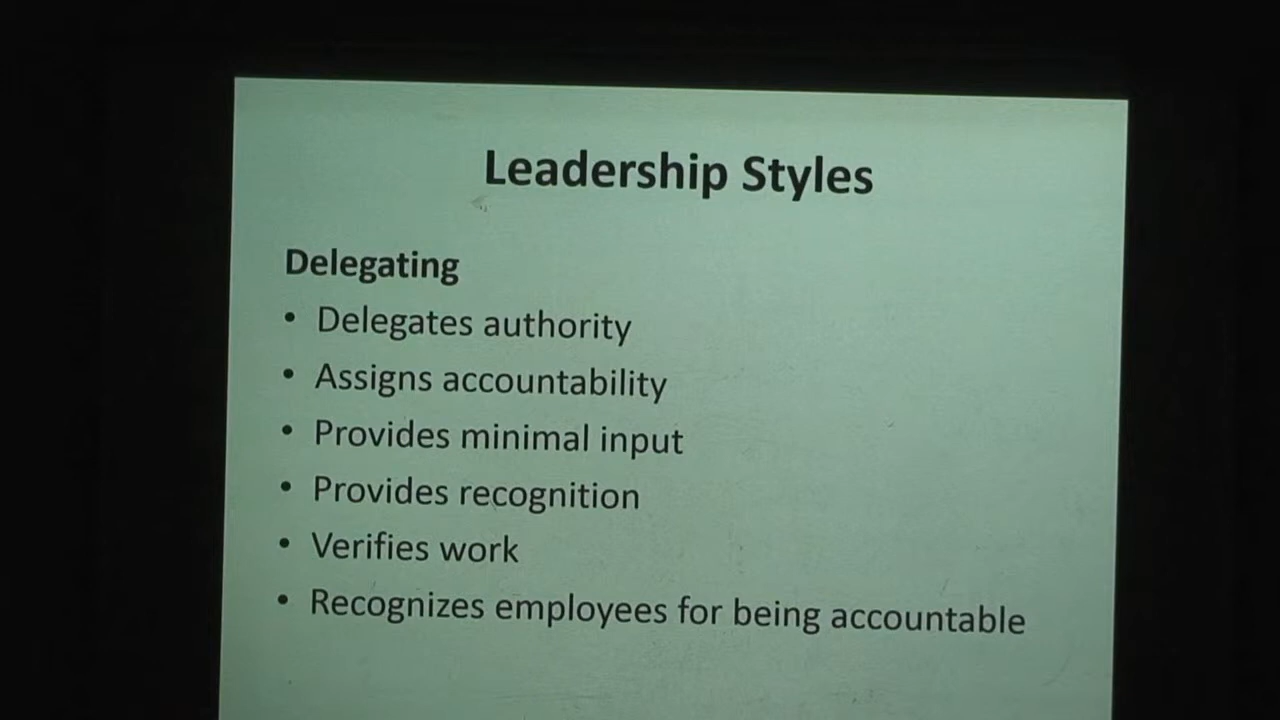 Leadership Styles
Delegating
• Delegates authority
• Assigns accountability
• Provides minimal input
• Provides recognition
• Verifies work
• Recognizes employees for being accountable